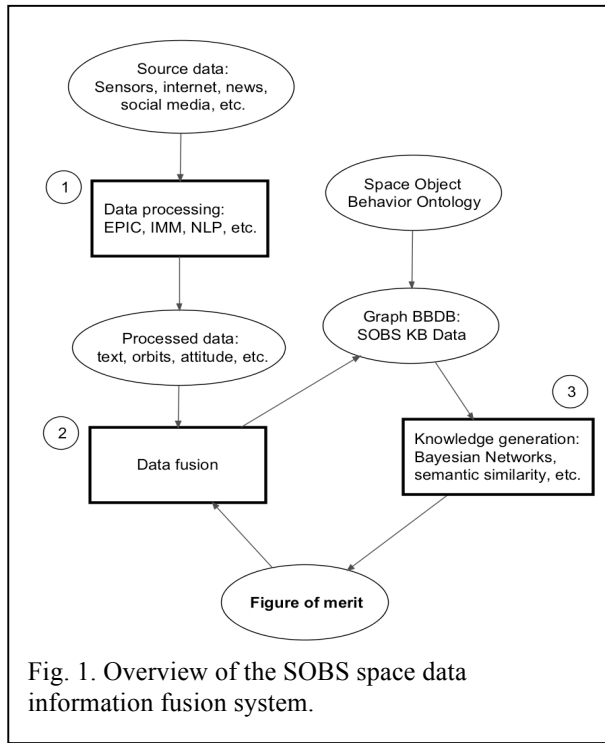 Source data:
Sensors, internet, news,
social media, etc.
1
Data processing:
EPIC, IMM, NLP, etc.
Space Object
Behavior Ontology
Processed data:
text, orbits, attitude, etc.
Graph BBDB:
SOBS KB Data
2
Data fusion
3
Knowledge generation:
Bayesian Networks,
semantic similarity, etc.
Figure of merit
Fig. 1. Overview of the SOBS space data
information fusion system.